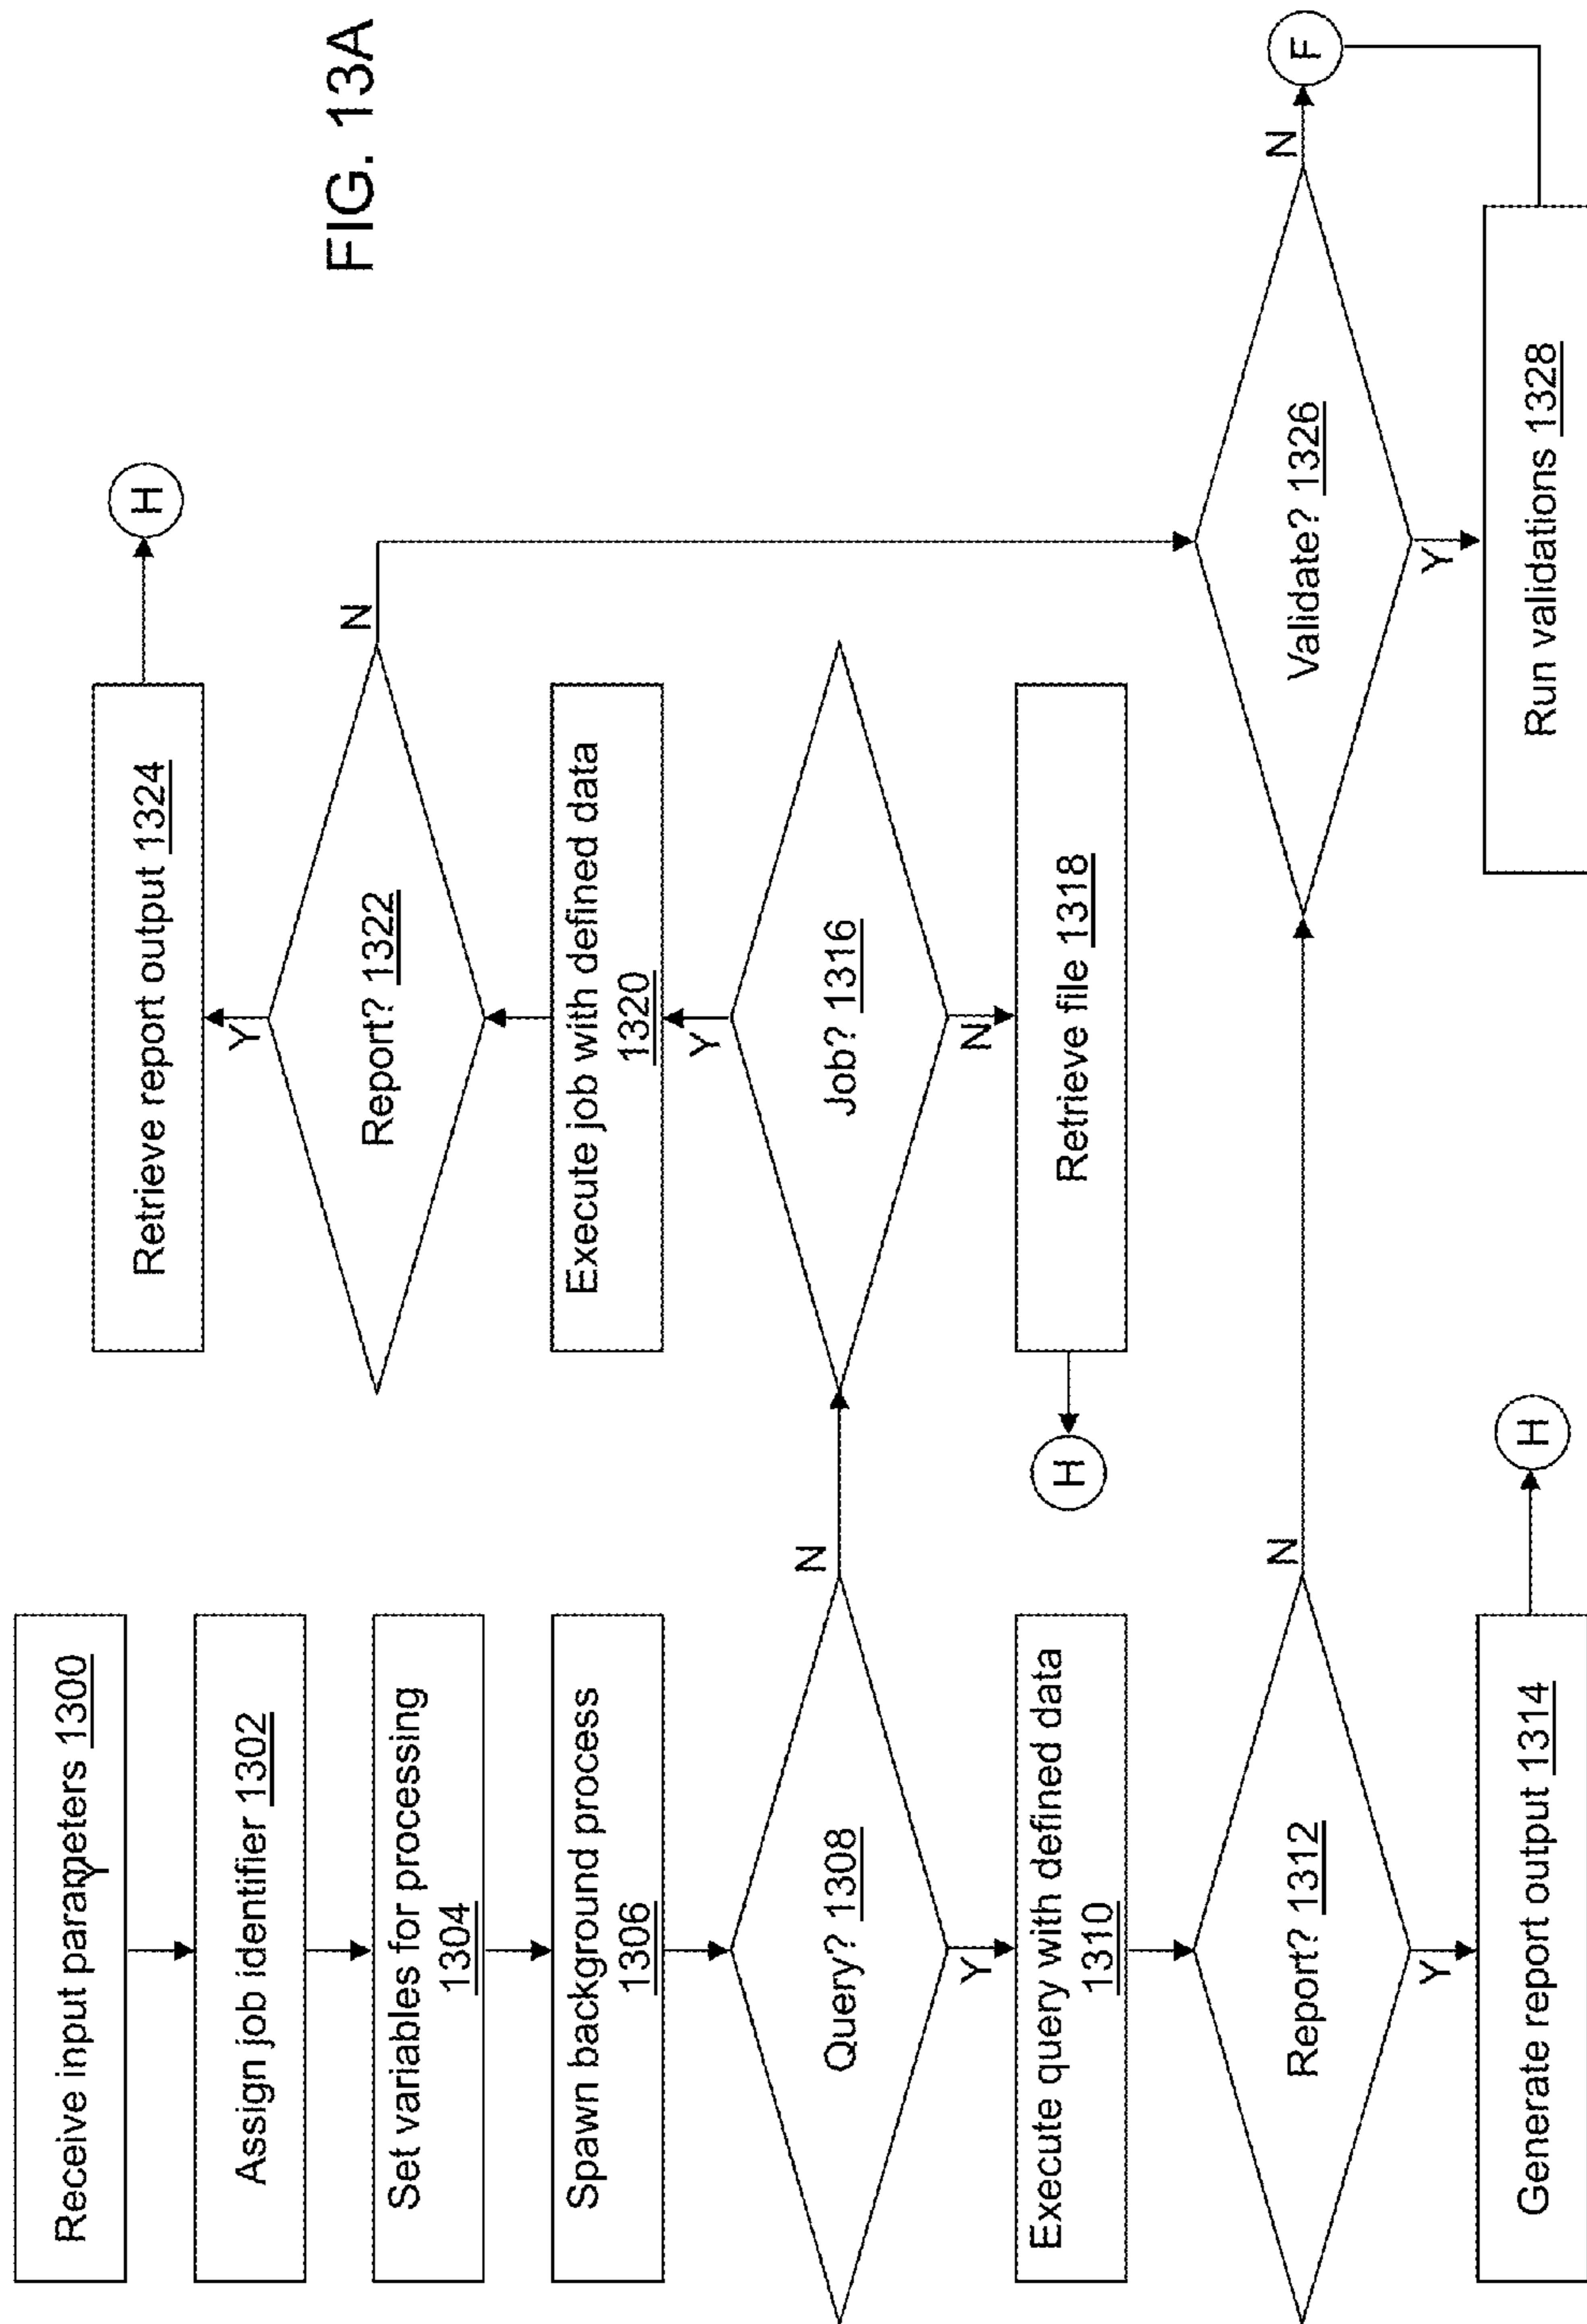 FIG. 13A
Receive input parameters 1300
Y
Assign job identifier 1302
Set variables for processing
1304
Spawn background process
1306
Query? 1308
N
Y
Execute query with defined data
1310
Report? 1312
N
Y
Generate report output 1314
H
Retrieve report output 1324
H
Y
Report? 1322
N
Execute job with defined data
1320
Y
Job? 1316
N
Retrieve file 1318
H
Validate? 1326
N
F
Y
Run validations 1328